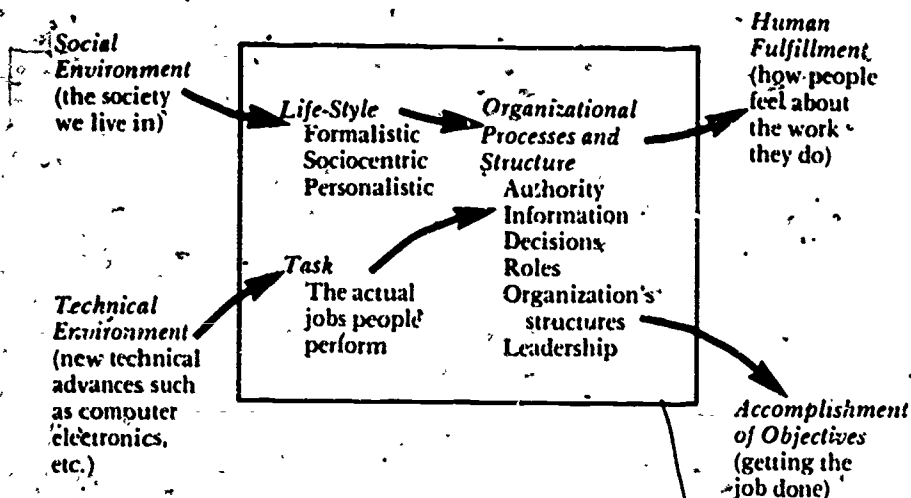 Social
Environment
(the society
we live in)
Life-Style
Formalistic
Sociocentric
Personalistic
Organizational
Processes and
Structure
Authority
Information
Decisions
Roles
Organization's
structures
Leadership
Human
Fulfillment
(how people
feel about
the work
they do)
Task
The actual
jobs people
perform
Technical
Environment
(new technical
advances such
as computer
electronics,
etc.)
Accomplishment
of Objectives
(getting the
job done)